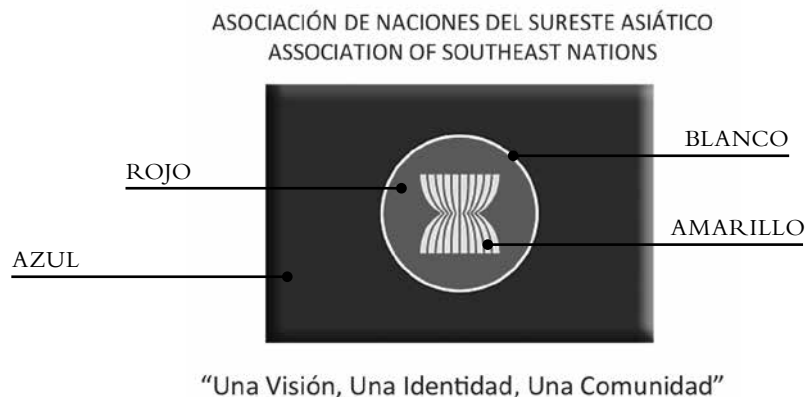 ASOCIACIÓN DE NACIONES DEL SURESTE ASIÁTICO
ASSOCIATION OF SOUTHEAST NATIONS
BLANCO
ROJO
AMARILLO
AZUL
“Una Visión, Una Identidad, Una Comunidad”